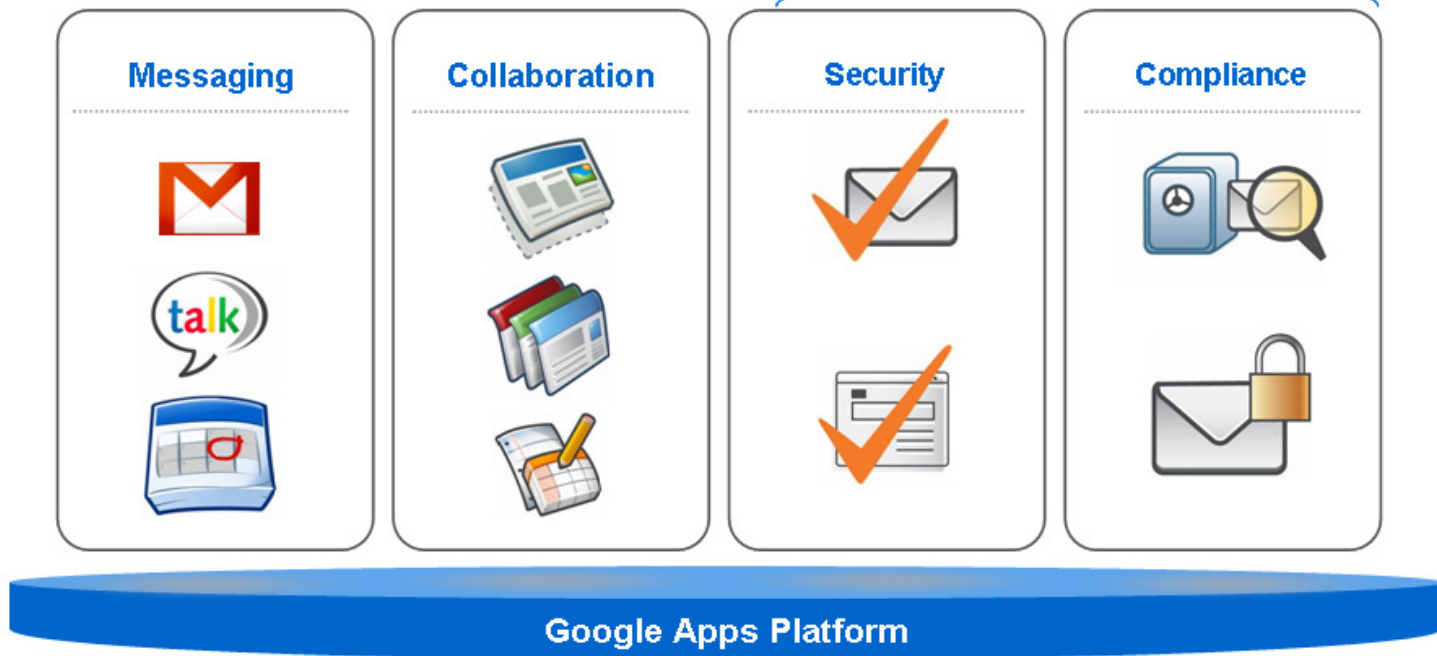 Messaging
Collaboration
Security
Compliance
talk
Google Apps Platform